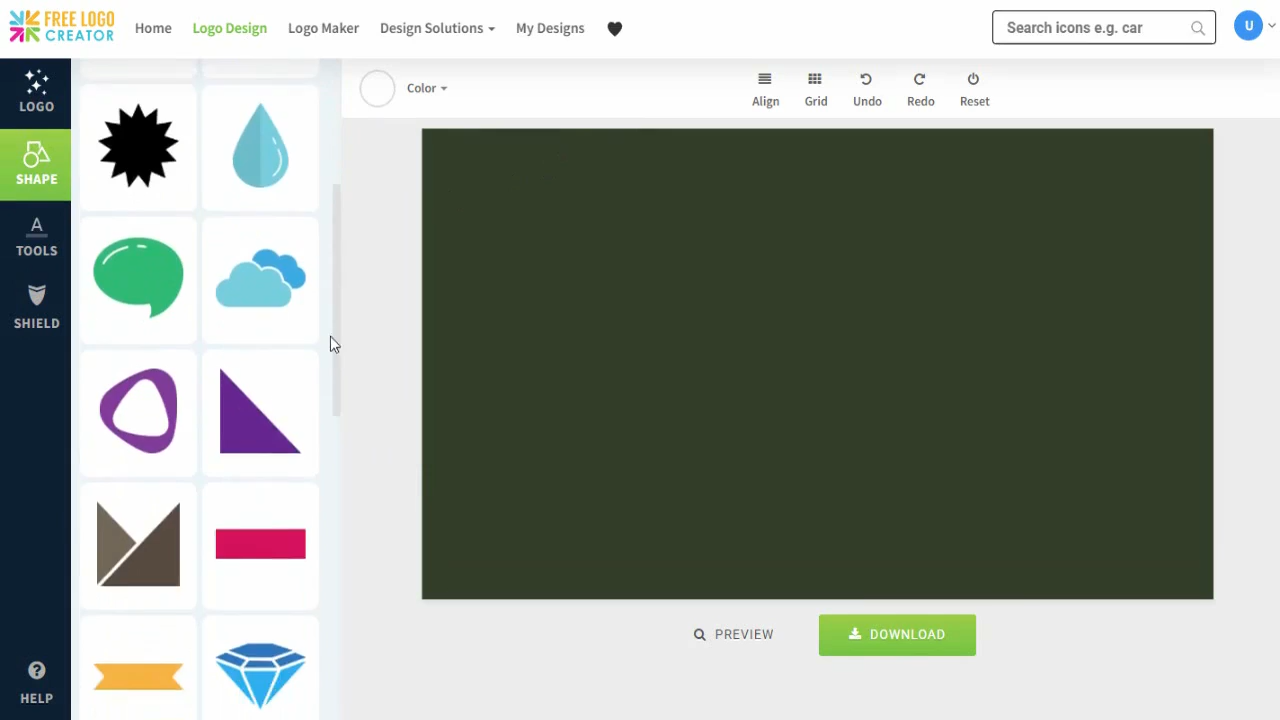 FREE LOGO
CREATOR
Home
Logo Design
Logo Maker
Design Solutions
My Designs
Search icons e.g. car
U
LOGO
SHAPE
A
TOOLS
SHIELD
?
HELP
Color
Align
Grid
Undo
Redo
Reset
PREVIEW
DOWNLOAD